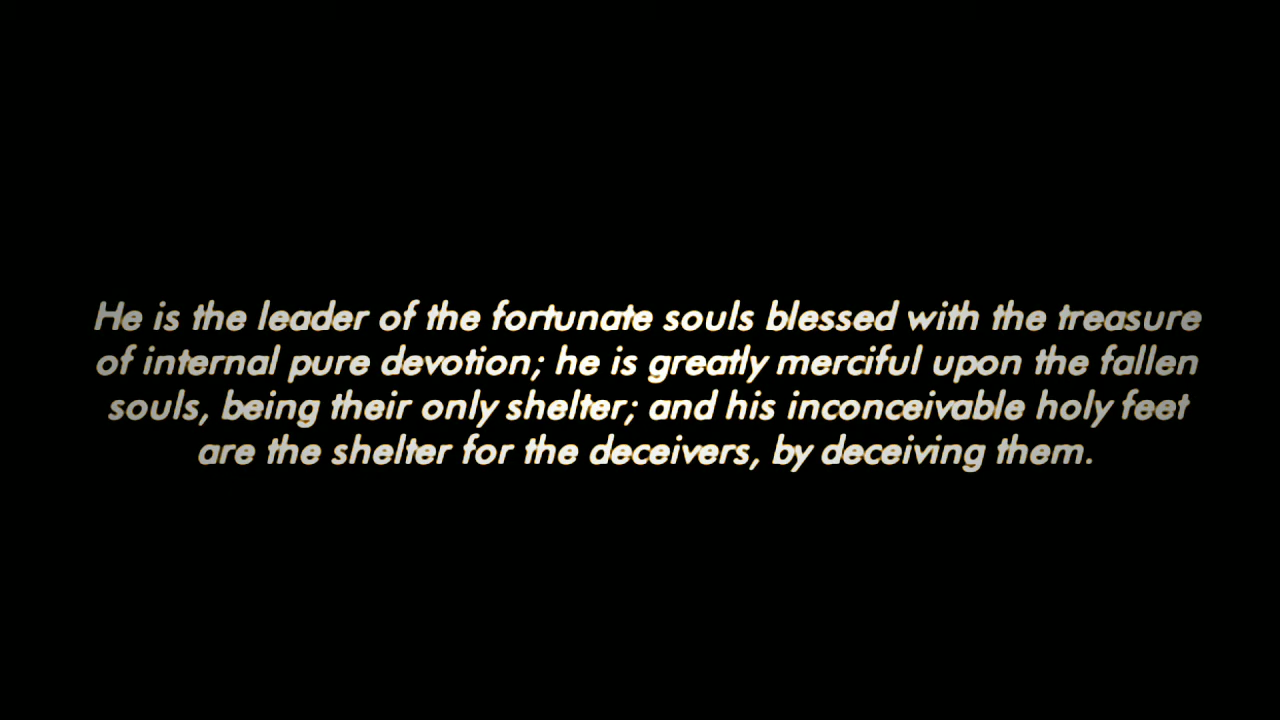 He is the leader of the fortunate souls blessed with the treasure
of internal pure devotion; he is greatly merciful upon the fallen
souls, being their only shelter; and his inconceivable holy feet
are the shelter for the deceivers, by deceiving them.